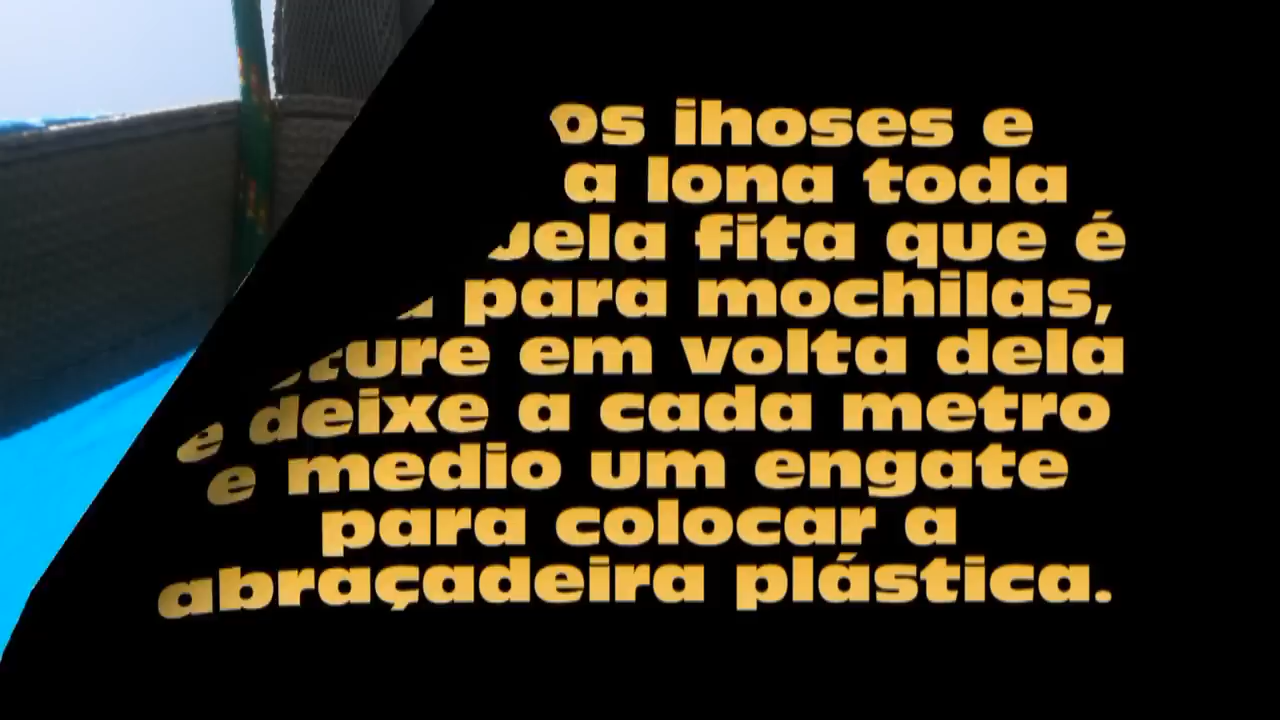 os ihoses e
a lona toda
fita que é
para mochilas,
em volta dela
e deixe a cada metro
e medio um engate
para colocar a
abraçadeira plástica.